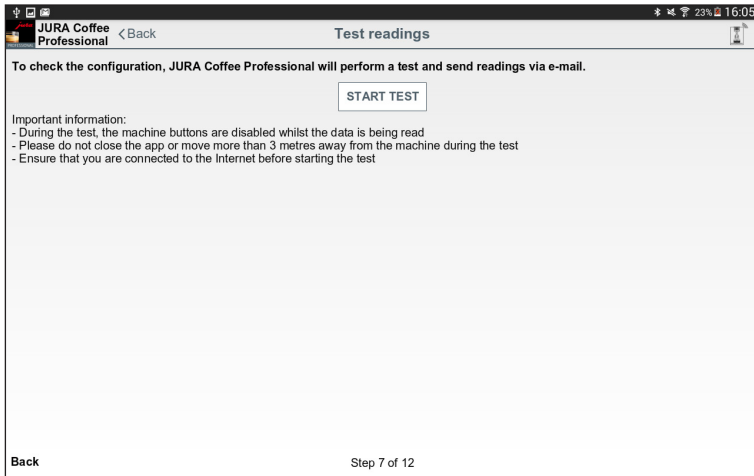 23% 16:05
jura
PROFESSIONAL
JURA Coffee
Professional
<Back
Test readings
To check the configuration, JURA Coffee Professional will perform a test and send readings via e-mail.
START TEST
Important information:
- During the test, the machine buttons are disabled whilst the data is being read
- Please do not close the app or move more than 3 metres away from the machine during the test
- Ensure that you are connected to the Internet before starting the test
Back
Step 7 of 12